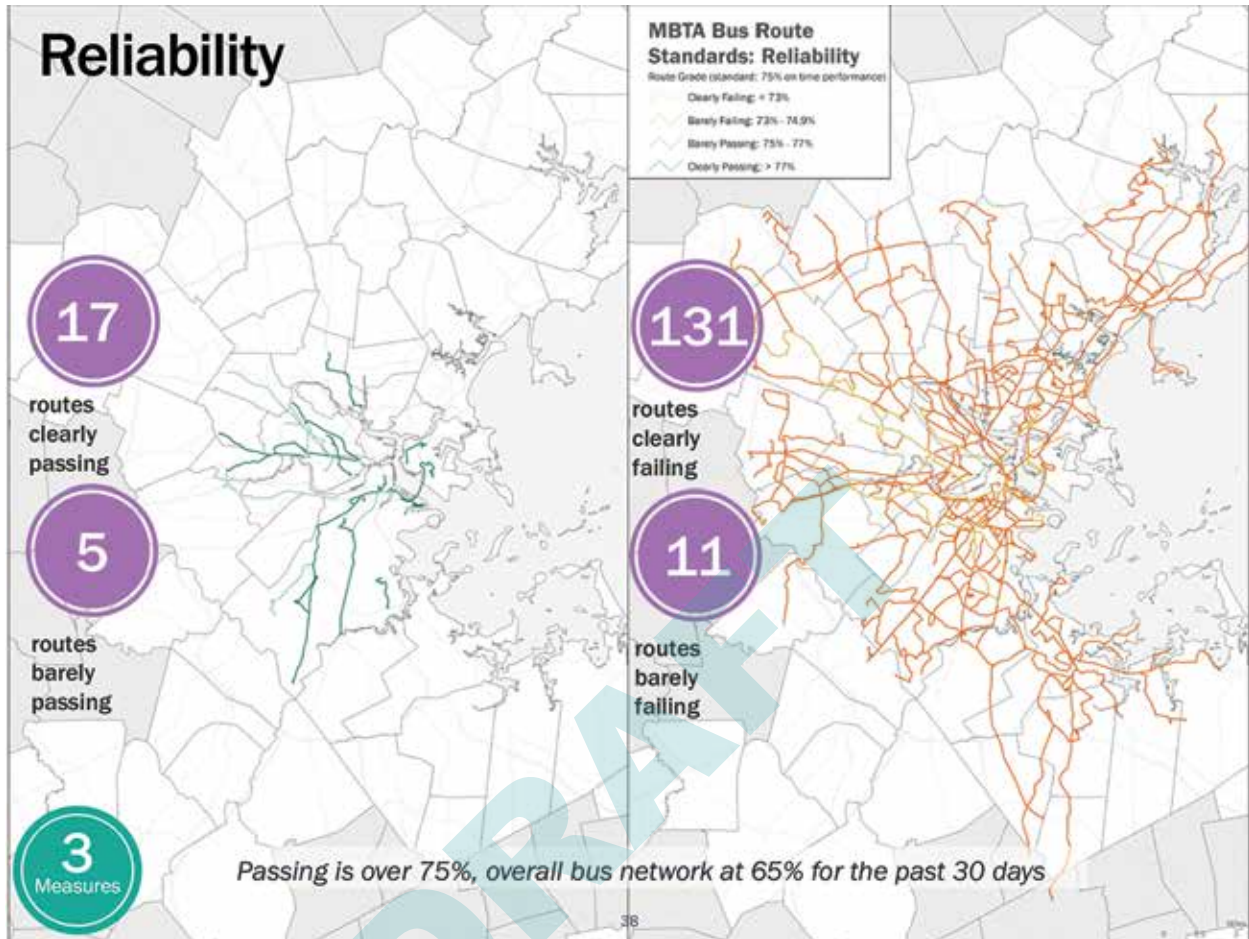 Reliability
MBTA Bus Route
Standards: Reliability
Route Grade (standard: 75% on time performance)
Clearly Failing: < 73%
Barely Failing: 73% - 74.9%
Barely Passing: 75% - 77%
Clearly Passing: > 77%
17
routes
clearly
passing
5
routes
barely
passing
131
routes
clearly
failing
11
routes
barely
failing
3
Measures
Passing is over 75%, overall bus network at 65% for the past 30 days
38
DRAFT